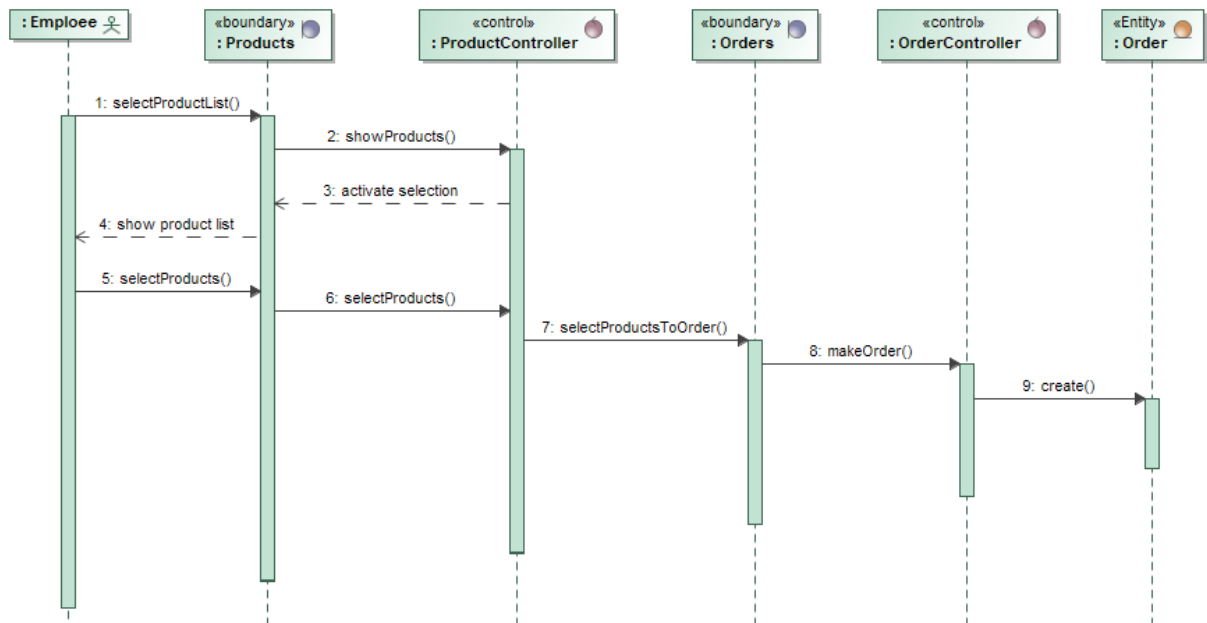 : Emploee
«boundary»
: Products
«control»
: ProductController
«boundary»
: Orders
«control»
: OrderController
«Entity»
: Order
1: selectProductList()
2: showProducts()
3: activate selection
4: show product list
5: selectProducts()
6: selectProducts()
7: selectProductsToOrder()
8: makeOrder()
9: create()